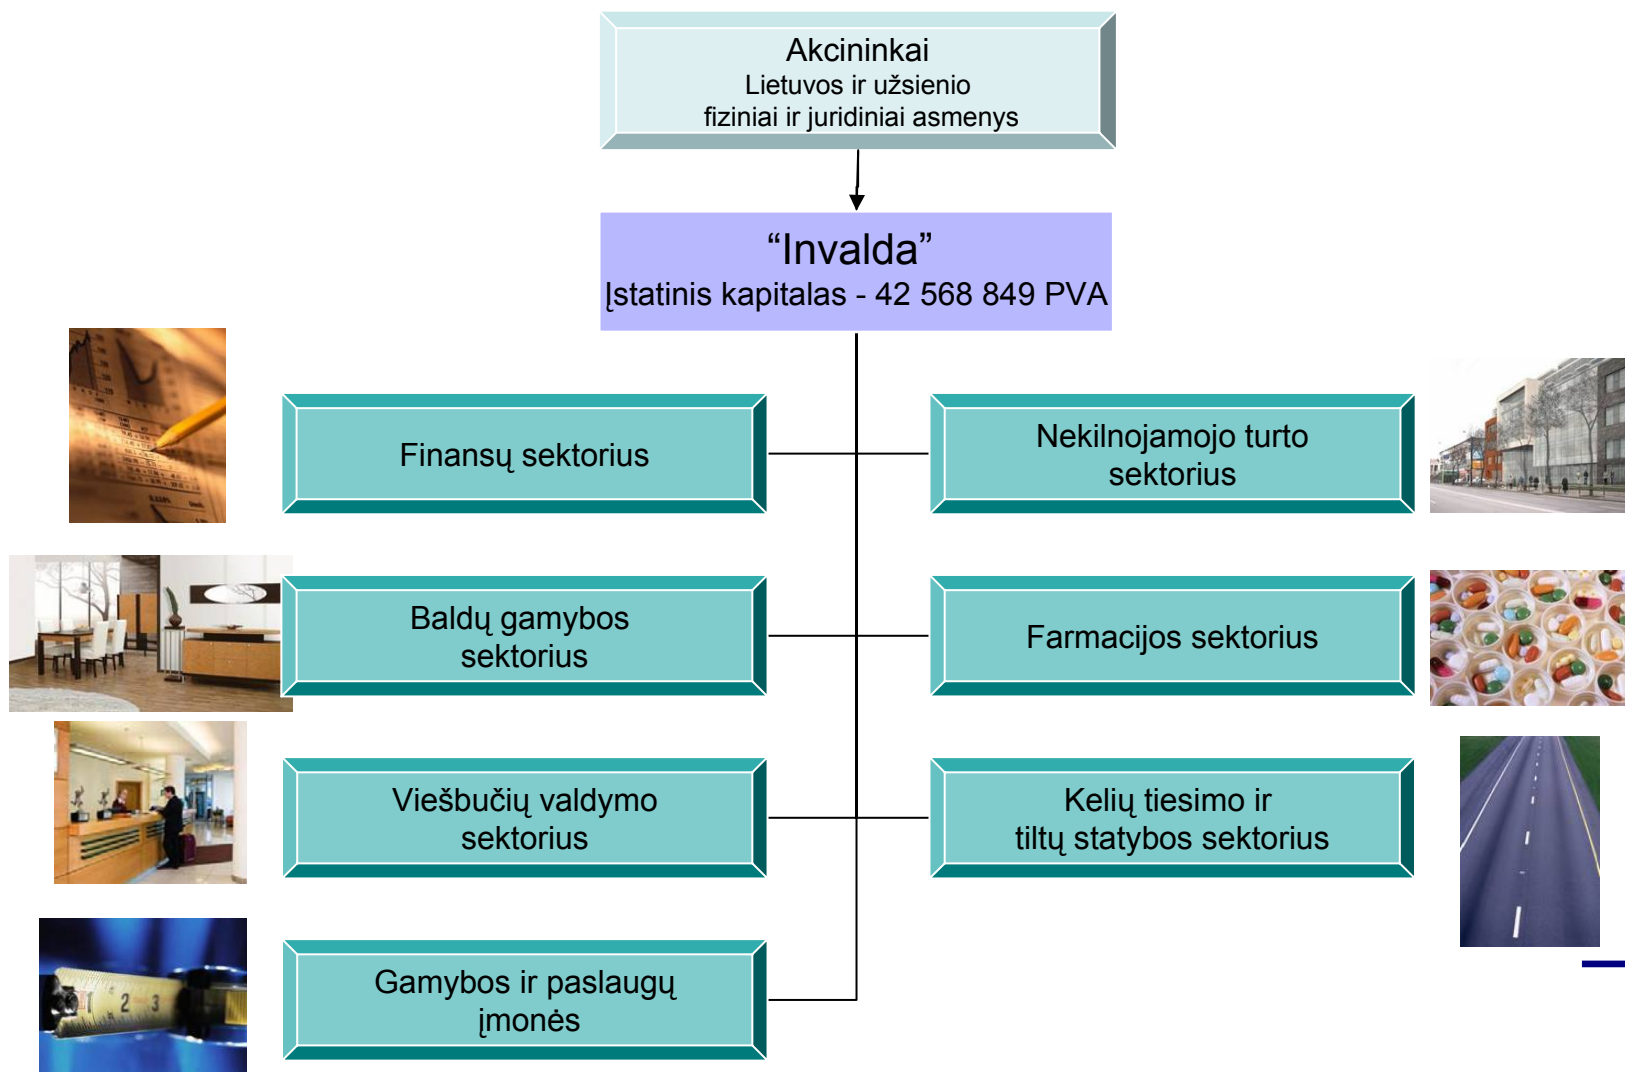 Akcininkai
Lietuvos ir užsienio
fiziniai ir juridiniai asmenys
“Invalda”
Įstatinis kapitalas - 42 568 849 PVA
Finansų sektorius
Nekilnojamojo turto
sektorius
Baldų gamybos
sektorius
Farmacijos sektorius
Viešbučių valdymo
sektorius
Kelių tiesimo ir
tiltų statybos sektorius
Gamybos ir paslaugų
įmonės
2 3